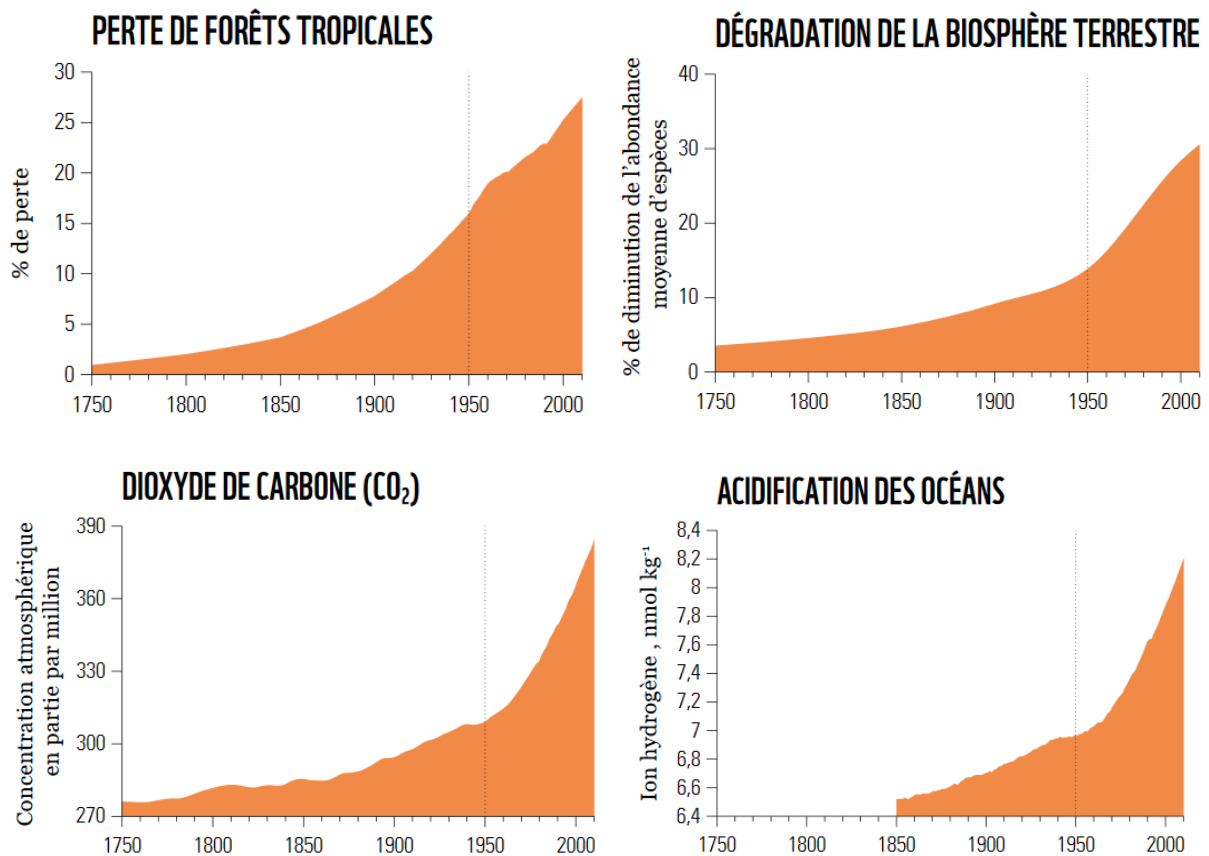 PERTE DE FORÊTS TROPICALES
% de perte
30
25
20
15
10
5
0
1750 1800 1850 1900 1950 2000
DÉGRADATION DE LA BIOSPHÈRE TERRESTRE
% de diminution de l'abondance
moyenne d'espèces
40
30
20
10
0
1750 1800 1850 1900 1950 2000
DIOXYDE DE CARBONE (CO₂)
Concentration atmosphérique
en partie par million
390
360
330
300
270
1750 1800 1850 1900 1950 2000
ACIDIFICATION DES OCÉANS
Ion hydrogène , nmol kg⁻¹
8,4
8,2
8
7,8
7,6
7,4
7,2
7
6,8
6,6
6,4
1750 1800 1850 1900 1950 2000